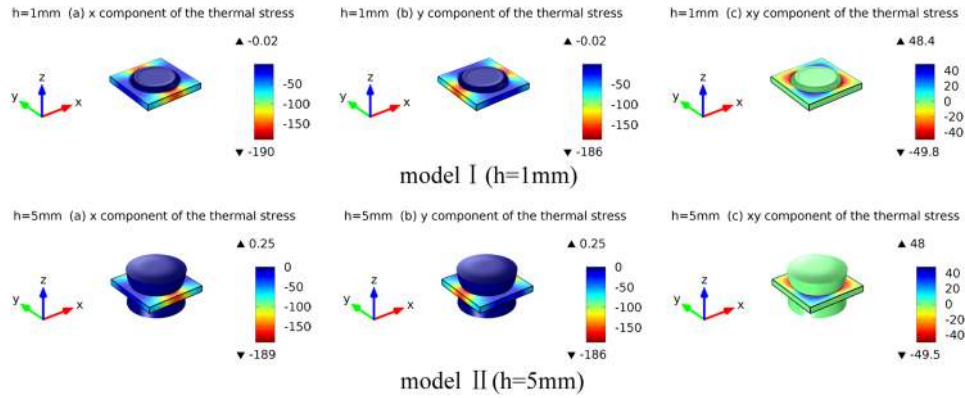 h=1mm (a) x component of the thermal stress
▲ -0.02
-50
-100
-150
▼ -190
z
y
x
h=1mm (b) y component of the thermal stress
▲ -0.02
-50
-100
-150
▼ -186
z
y
x
h=1mm (c) xy component of the thermal stress
▲ 48.4
40
20
0
-20
-40
▼ -49.8
z
y
x
model Ⅰ (h=1mm)
h=5mm (a) x component of the thermal stress
▲ 0.25
0
-50
-100
-150
▼ -189
z
y
x
h=5mm (b) y component of the thermal stress
▲ 0.25
0
-50
-100
-150
▼ -186
z
y
x
h=5mm (c) xy component of the thermal stress
▲ 48
40
20
0
-20
-40
▼ -49.5
z
y
x
model Ⅱ (h=5mm)